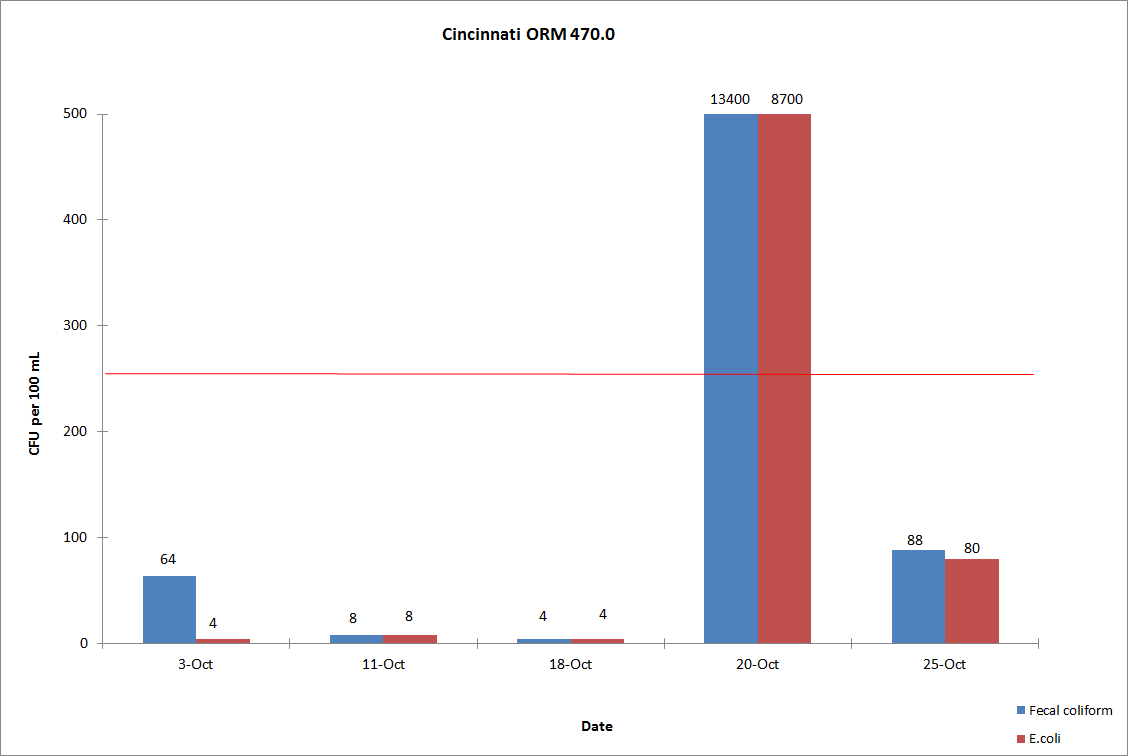 Cincinnati ORM 470.0
13400 8700
500
400
300
CFU per 100 mL
200
100
88 80
64
4
8 8
4 4
0
3-Oct 11-Oct 18-Oct 20-Oct 25-Oct
Date
Fecal coliform
E.coli